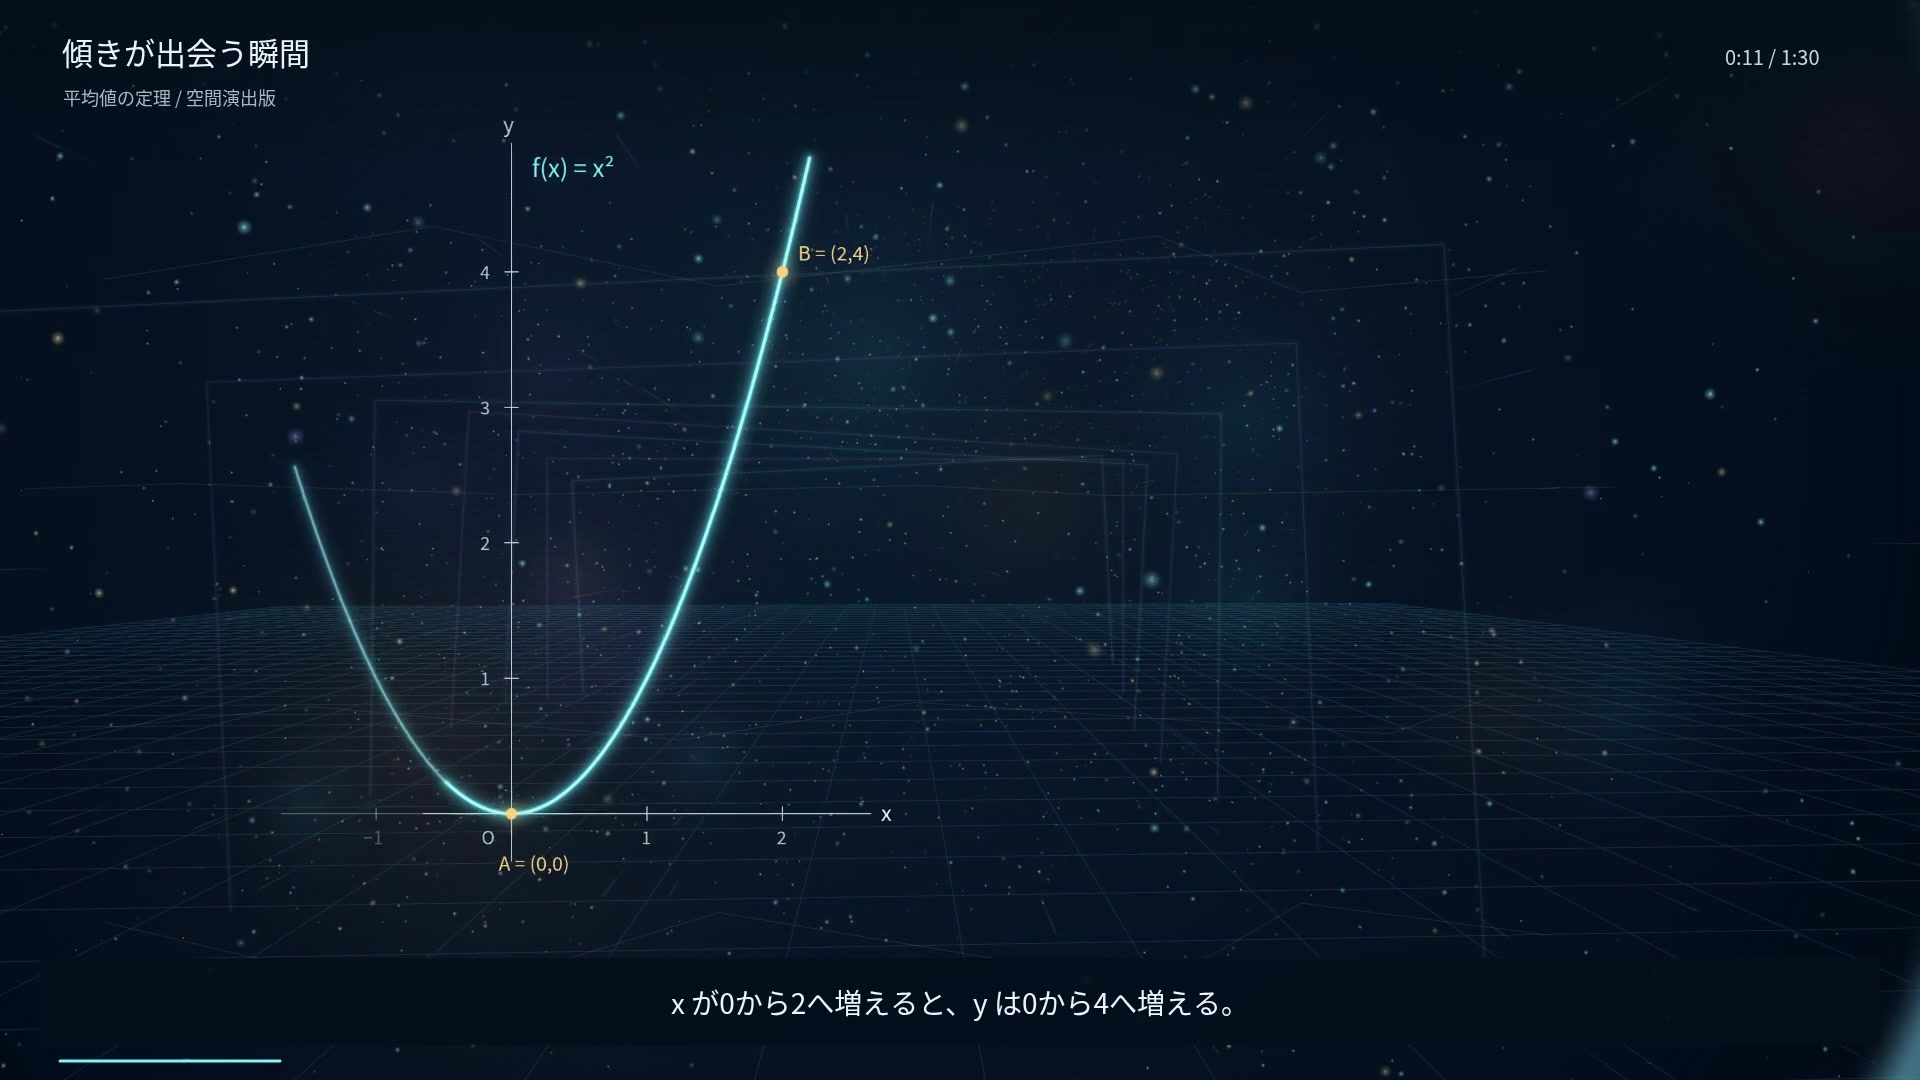 傾きが出会う瞬間
平均値の定理 / 空間演出版
0:11 / 1:30
y
f(x) = x²
B = (2,4)
4
3
2
1
x
−1
O
1
2
A = (0,0)
x が0から2へ増えると、y は0から4へ増える。